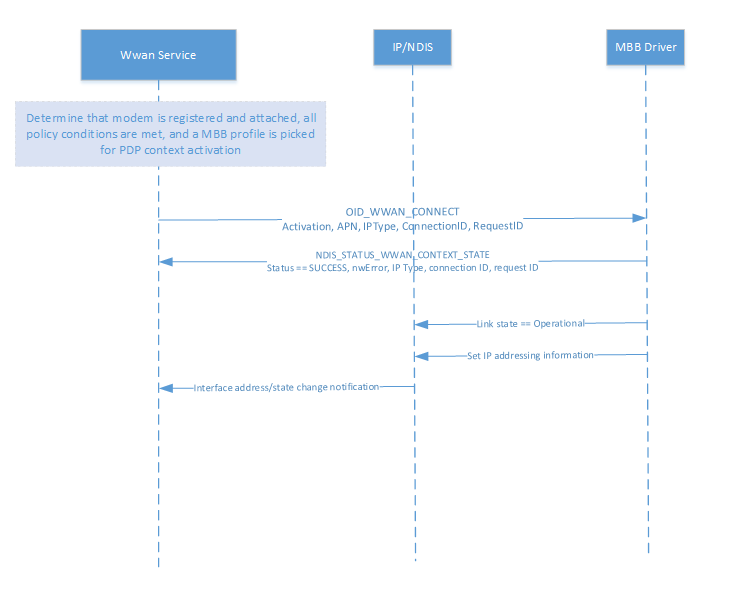 Wwan Service
IP/NDIS
MBB Driver
Determine that modem is registered and attached, all
policy conditions are met, and a MBB profile is picked
for PDP context activation
OID_WWAN_CONNECT
Activation, APN, IPType, ConnectionID, RequestID
NDIS_STATUS_WWAN_CONTEXT_STATE
Status == SUCCESS, nwError, IP Type, connection ID, request ID
Link state == Operational
Set IP addressing information
Interface address/state change notification